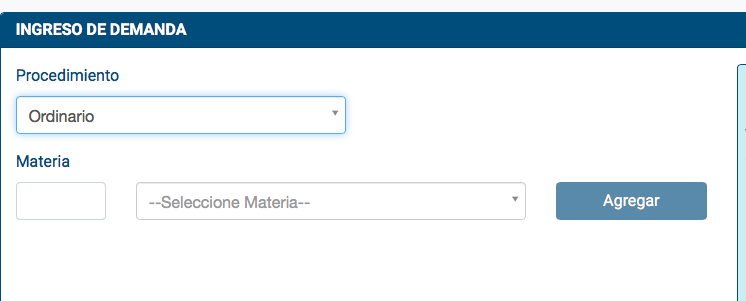 INGRESO DE DEMANDA
Procedimiento
Ordinario
Materia
--Seleccione Materia--
Agregar